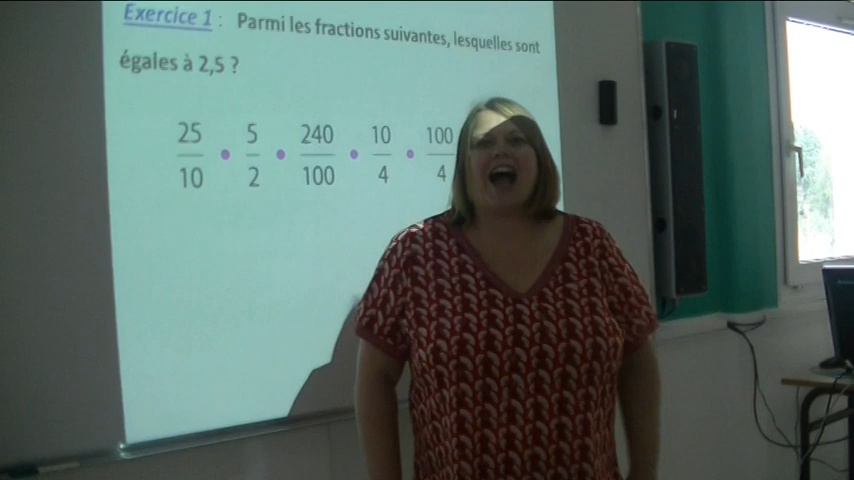 Exercice 1 : Parmi les fractions suivantes, lesquelles sont
égales à 2,5 ?
25/10 • 5/2 • 240/100 • 10/4 • 100/4